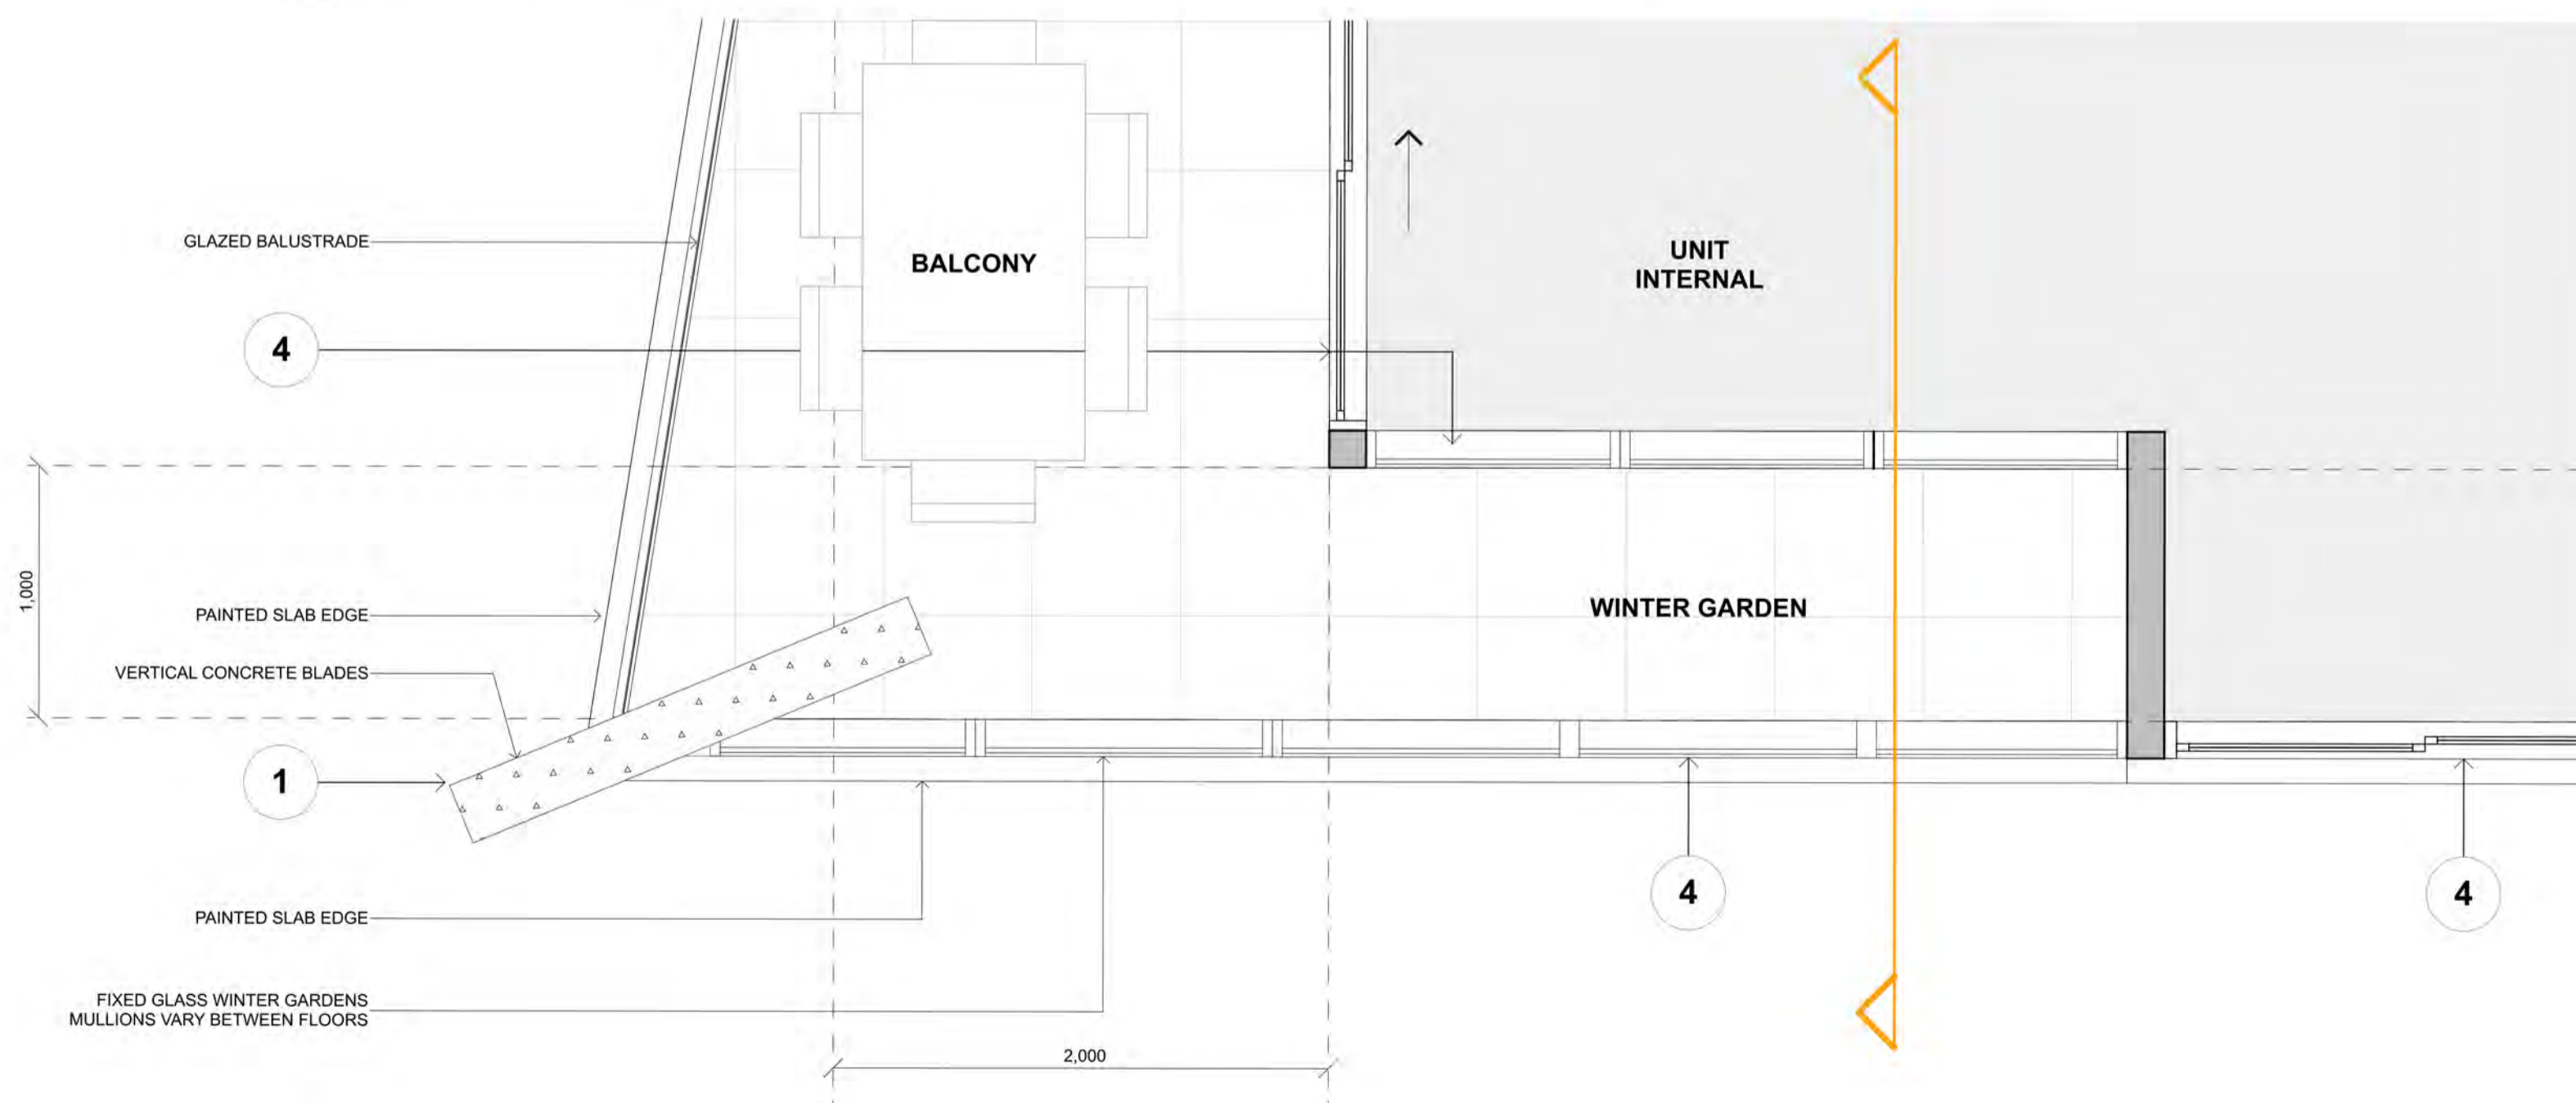 GLAZED BALUSTRADE
BALCONY
UNIT
INTERNAL
4
1,000
PAINTED SLAB EDGE
WINTER GARDEN
VERTICAL CONCRETE BLADES
1
4
4
PAINTED SLAB EDGE
FIXED GLASS WINTER GARDENS
MULLIONS VARY BETWEEN FLOORS
2,000